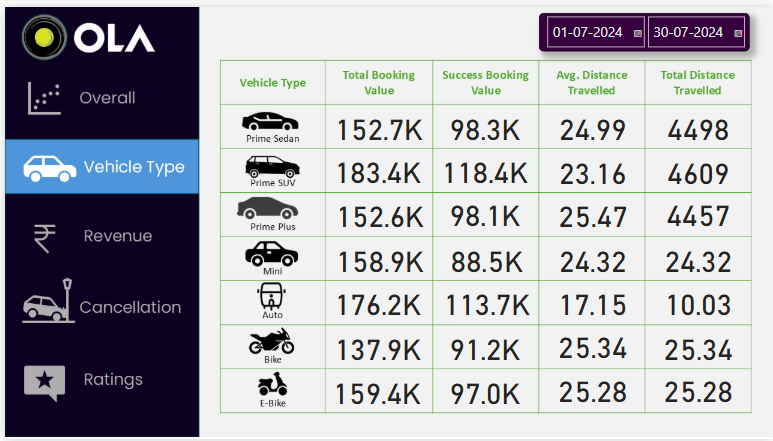 OLA
01-07-2024 30-07-2024
Overall
Vehicle Type
Revenue
Cancellation
Ratings
Vehicle Type Total Booking Value Success Booking Value Avg. Distance Travelled Total Distance Travelled
Prime Sedan 152.7K 98.3K 24.99 4498
Prime SUV 183.4K 118.4K 23.16 4609
Prime Plus 152.6K 98.1K 25.47 4457
Mini 158.9K 88.5K 24.32 24.32
Auto 176.2K 113.7K 17.15 10.03
Bike 137.9K 91.2K 25.34 25.34
E-Bike 159.4K 97.0K 25.28 25.28